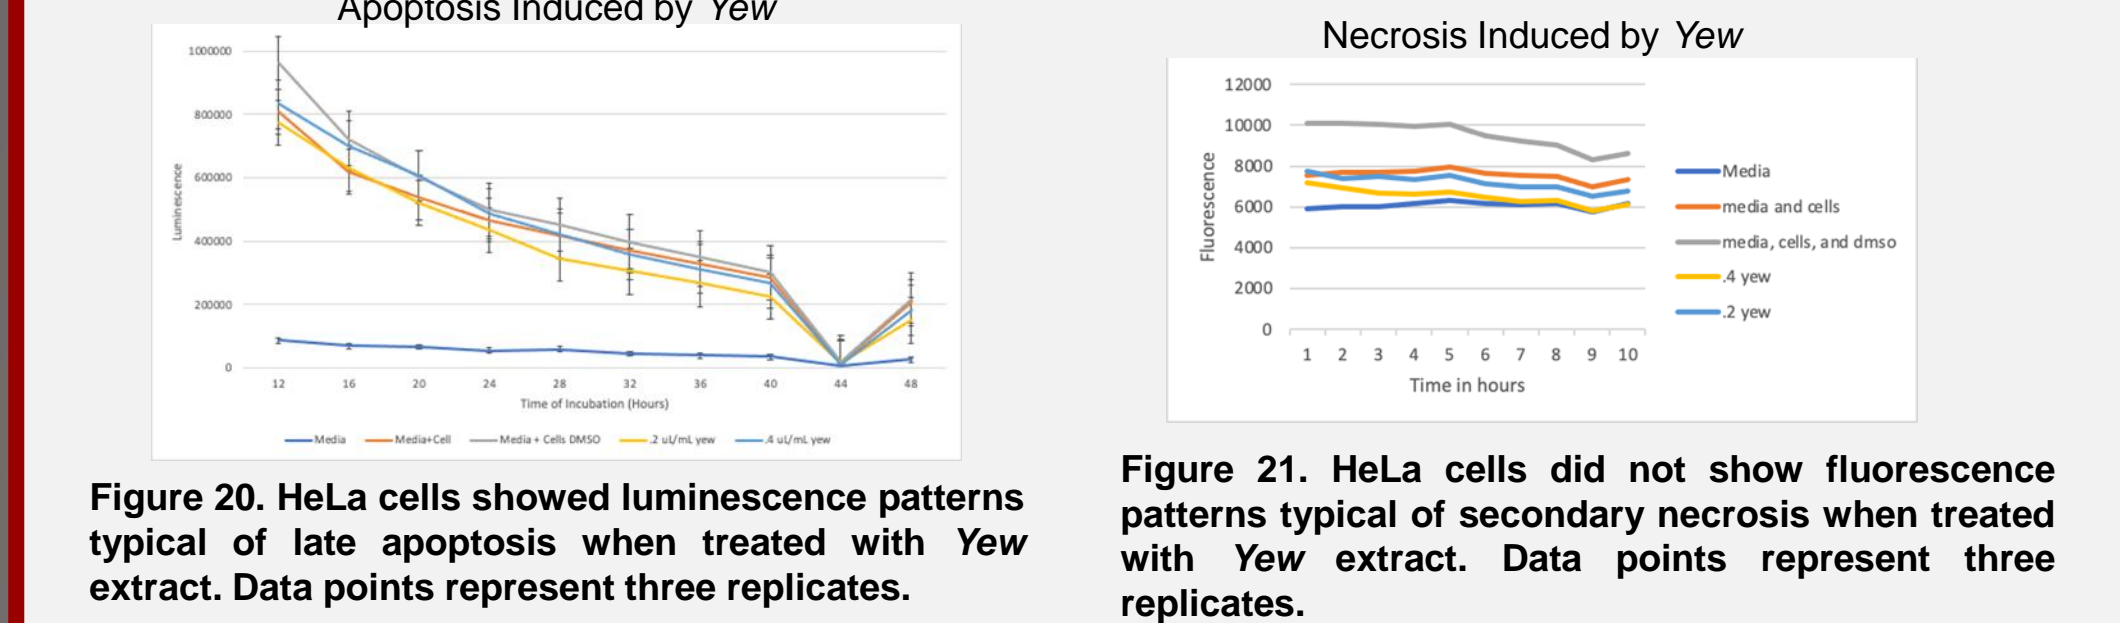 Apoptosis Induced by Yew
1000000
800000
600000
400000
200000
0
Luminescence
12 16 20 24 28 32 36 40 44 48
Time of Incubation (Hours)
Media Media+Cell Media + Cells DMSO .2 uL/mL yew .4 uL/mL yew
Figure 20. HeLa cells showed luminescence patterns
typical of late apoptosis when treated with Yew
extract. Data points represent three replicates.
Necrosis Induced by Yew
12000
10000
8000
6000
4000
2000
0
Fluorescence
1 2 3 4 5 6 7 8 9 10
Time in hours
Media
media and cells
media, cells, and dmso
.4 yew
.2 yew
Figure 21. HeLa cells did not show fluorescence
patterns typical of secondary necrosis when treated
with Yew extract. Data points represent three
replicates.